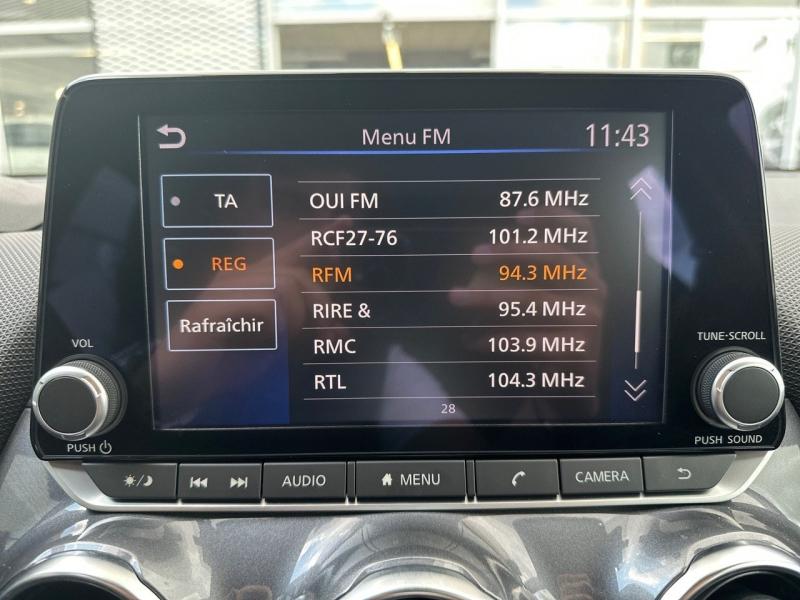 Menu FM 11:43
TA
REG
Rafraîchir
OUI FM 87.6 MHz
RCF27-76 101.2 MHz
RFM 94.3 MHz
RIRE & 95.4 MHz
RMC 103.9 MHz
RTL 104.3 MHz
28
VOL
PUSH
TUNE·SCROLL
PUSH SOUND
AUDIO
MENU
CAMERA